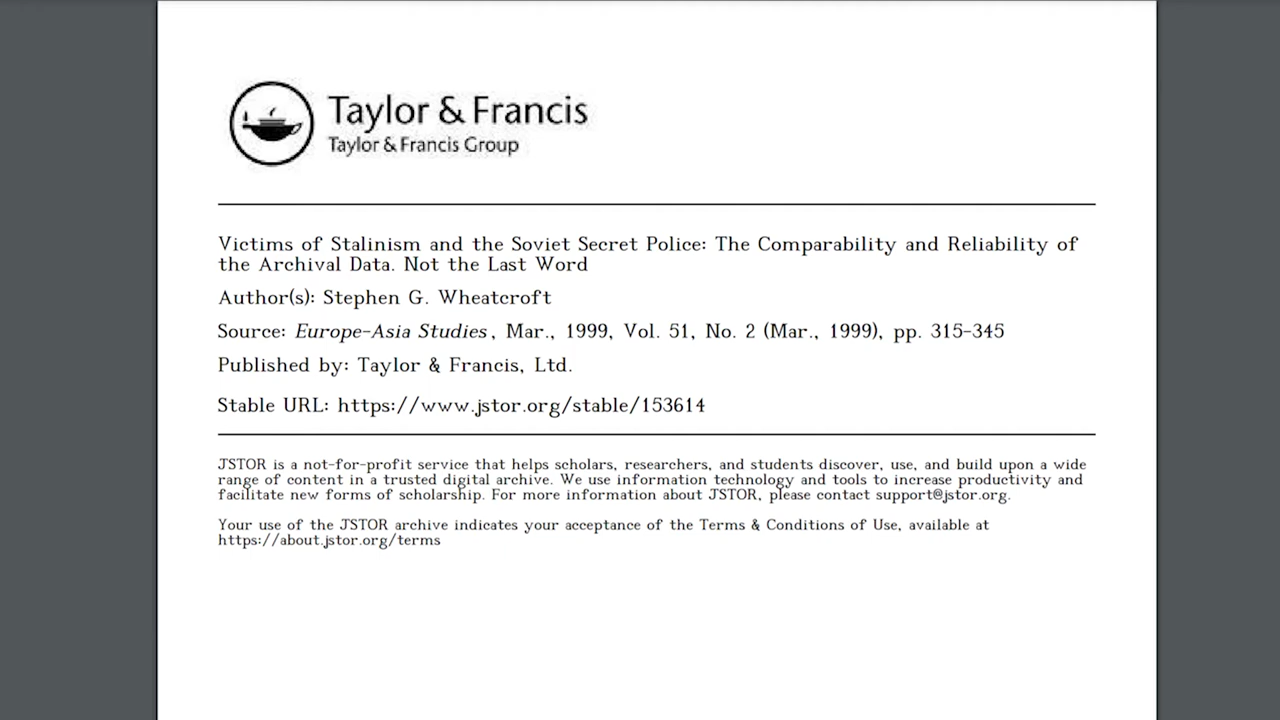 Taylor & Francis
Taylor & Francis Group
Victims of Stalinism and the Soviet Secret Police: The Comparability and Reliability of
the Archival Data. Not the Last Word
Author(s): Stephen G. Wheatcroft
Source: Europe-Asia Studies, Mar., 1999, Vol. 51, No. 2 (Mar., 1999), pp. 315-345
Published by: Taylor & Francis, Ltd.
Stable URL: https://www.jstor.org/stable/153614
JSTOR is a not-for-profit service that helps scholars, researchers, and students discover, use, and build upon a wide
range of content in a trusted digital archive. We use information technology and tools to increase productivity and
facilitate new forms of scholarship. For more information about JSTOR, please contact support@jstor.org.
Your use of the JSTOR archive indicates your acceptance of the Terms & Conditions of Use, available at
https://about.jstor.org/terms